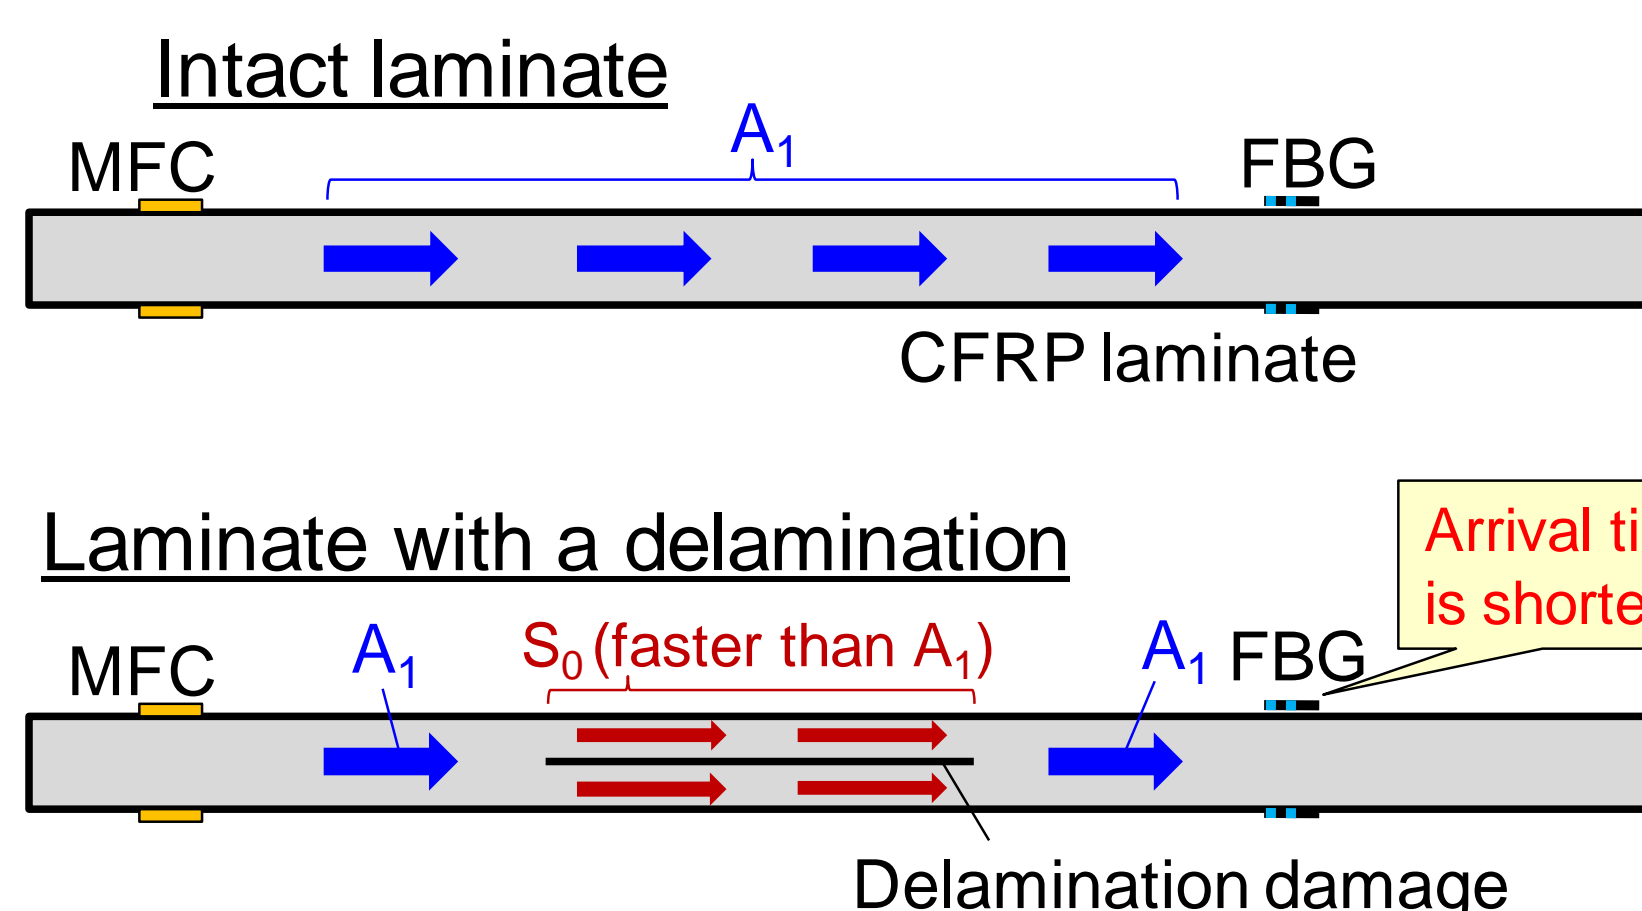 Intact laminate
A₁
MFC
FBG
CFRP laminate
Laminate with a delamination
Arrival ti
is shorte
MFC
A₁
S₀ (faster than A₁)
A₁
FBG
Delamination damage